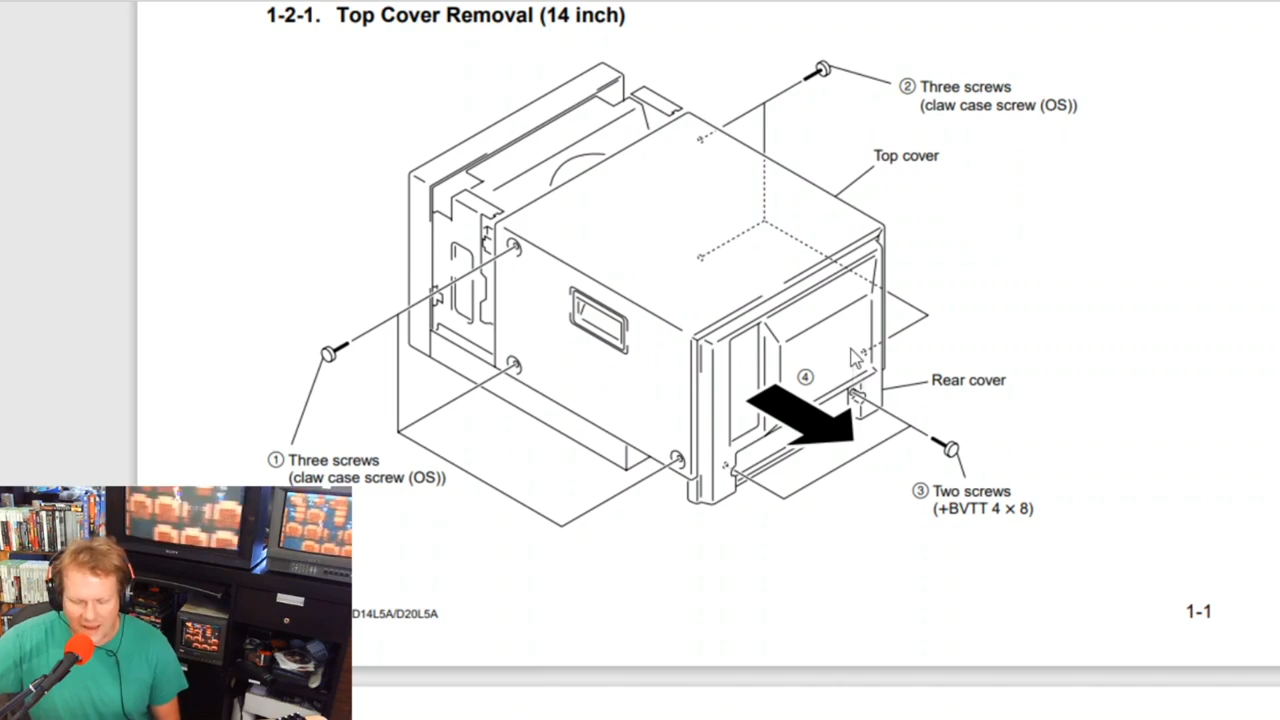 1-2-1. Top Cover Removal (14 inch)
② Three screws
(claw case screw (OS))
Top cover
④
Rear cover
① Three screws
(claw case screw (OS))
③ Two screws
(+BVTT 4 × 8)
D14L5A/D20L5A
1-1
SONY